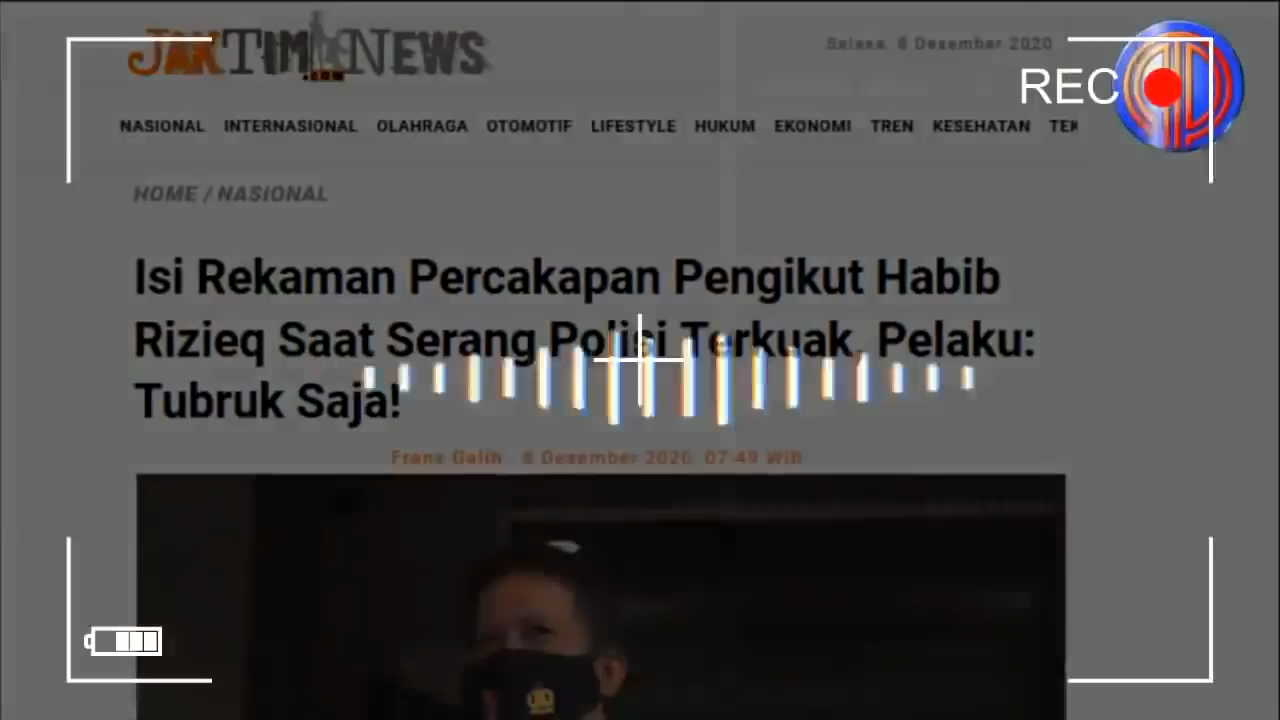 JAKTIMNEWS
Selasa, 8 Desember 2020
REC
NASIONAL INTERNASIONAL OLAHRAGA OTOMOTIF LIFESTYLE HUKUM EKONOMI TREN KESEHATAN TEK
HOME / NASIONAL
Isi Rekaman Percakapan Pengikut Habib
Rizieq Saat Serang Polisi Terkuak, Pelaku:
Tubruk Saja!
Frans Galih 8 Desember 2020 07:49 WIB